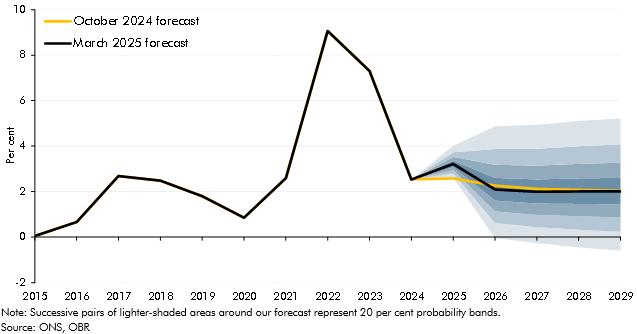 10
October 2024 forecast
March 2025 forecast
8
6
Per cent
4
2
0
-2
2015 2016 2017 2018 2019 2020 2021 2022 2023 2024 2025 2026 2027 2028 2029
Note: Successive pairs of lighter-shaded areas around our forecast represent 20 per cent probability bands.
Source: ONS, OBR